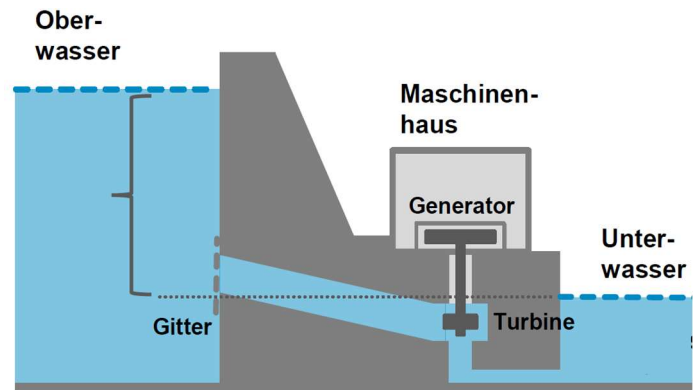 Ober-
wasser
Maschinen-
haus
Generator
Unter-
wasser
Gitter
Turbine